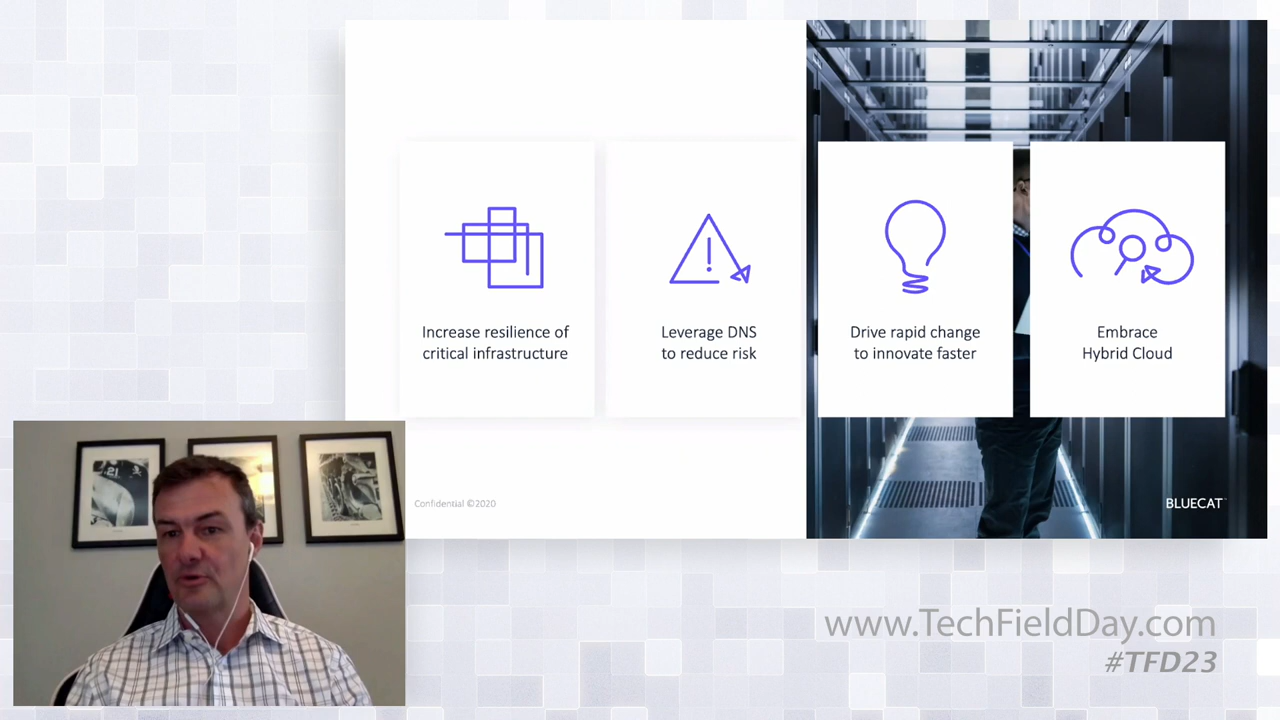 Increase resilience of
critical infrastructure
Leverage DNS
to reduce risk
Drive rapid change
to innovate faster
Embrace
Hybrid Cloud
Confidential ©2020
BLUECAT
21
www.TechFieldDay.com
#TFD23